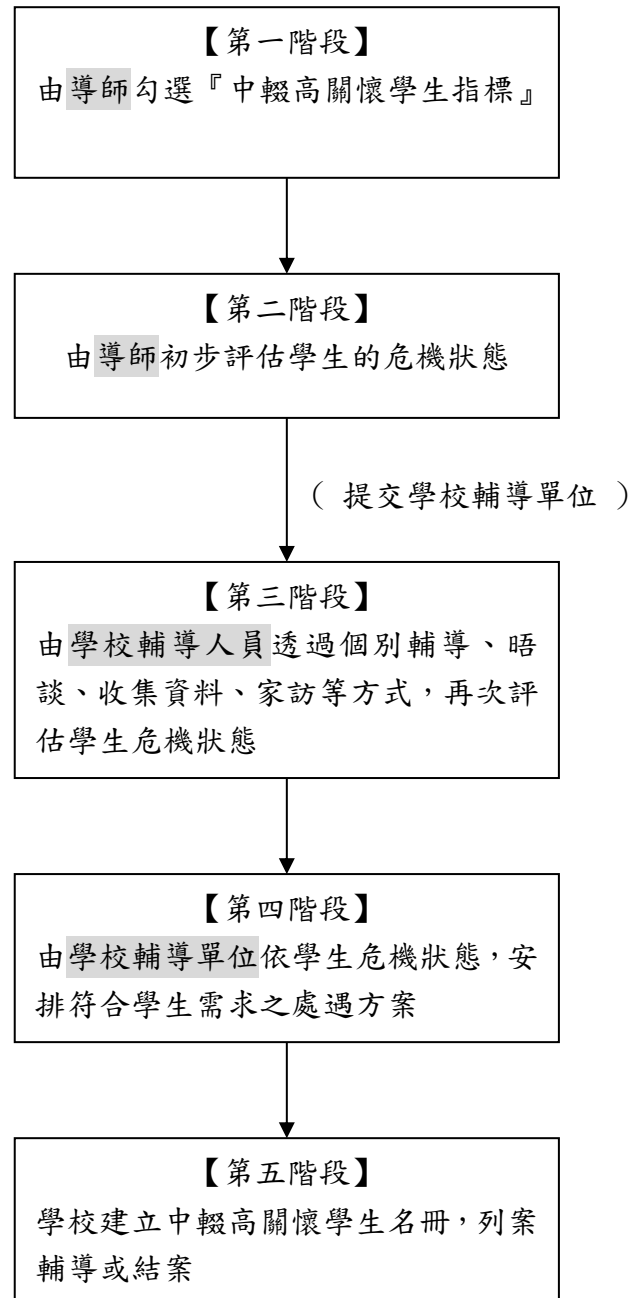 【第一階段】
由導師勾選『中輟高關懷學生指標』
【第二階段】
由導師初步評估學生的危機狀態
（ 提交學校輔導單位 ）
【第三階段】
由學校輔導人員透過個別輔導、晤
談、收集資料、家訪等方式，再次評
估學生危機狀態
【第四階段】
由學校輔導單位依學生危機狀態，安
排符合學生需求之處遇方案
【第五階段】
學校建立中輟高關懷學生名冊，列案
輔導或結案